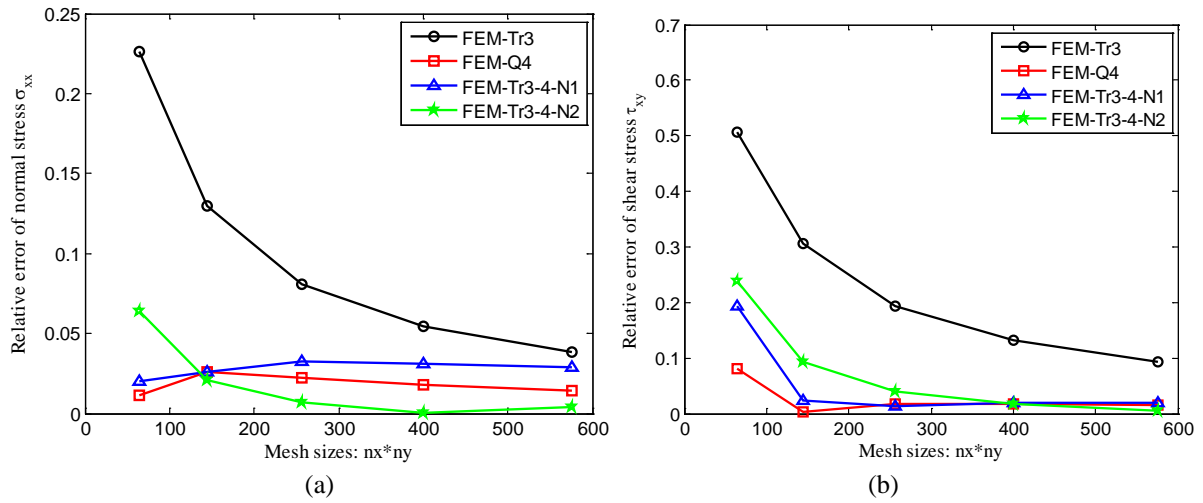 0.25
0.2
0.15
0.1
0.05
0
0 100 200 300 400 500 600
Relative error of normal stress σxx
Mesh sizes: nx*ny
FEM-Tr3
FEM-Q4
FEM-Tr3-4-N1
FEM-Tr3-4-N2
(a)
0.7
0.6
0.5
0.4
0.3
0.2
0.1
0
0 100 200 300 400 500 600
Relative error of shear stress τxy
Mesh sizes: nx*ny
FEM-Tr3
FEM-Q4
FEM-Tr3-4-N1
FEM-Tr3-4-N2
(b)